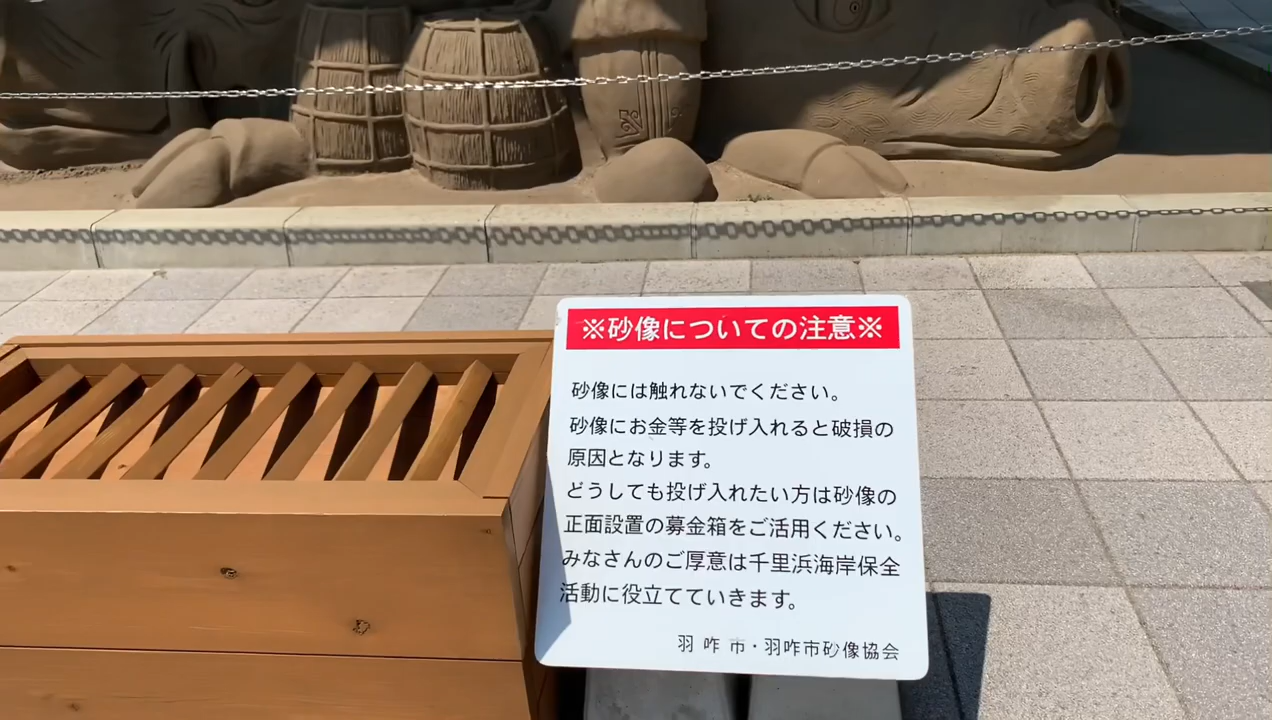 ※砂像についての注意※
砂像には触れないでください。
砂像にお金等を投げ入れると破損の
原因となります。
どうしても投げ入れたい方は砂像の
正面設置の募金箱をご活用ください。
みなさんのご厚意は千里浜海岸保全
活動に役立てていきます。
羽咋市・羽咋市砂像協会